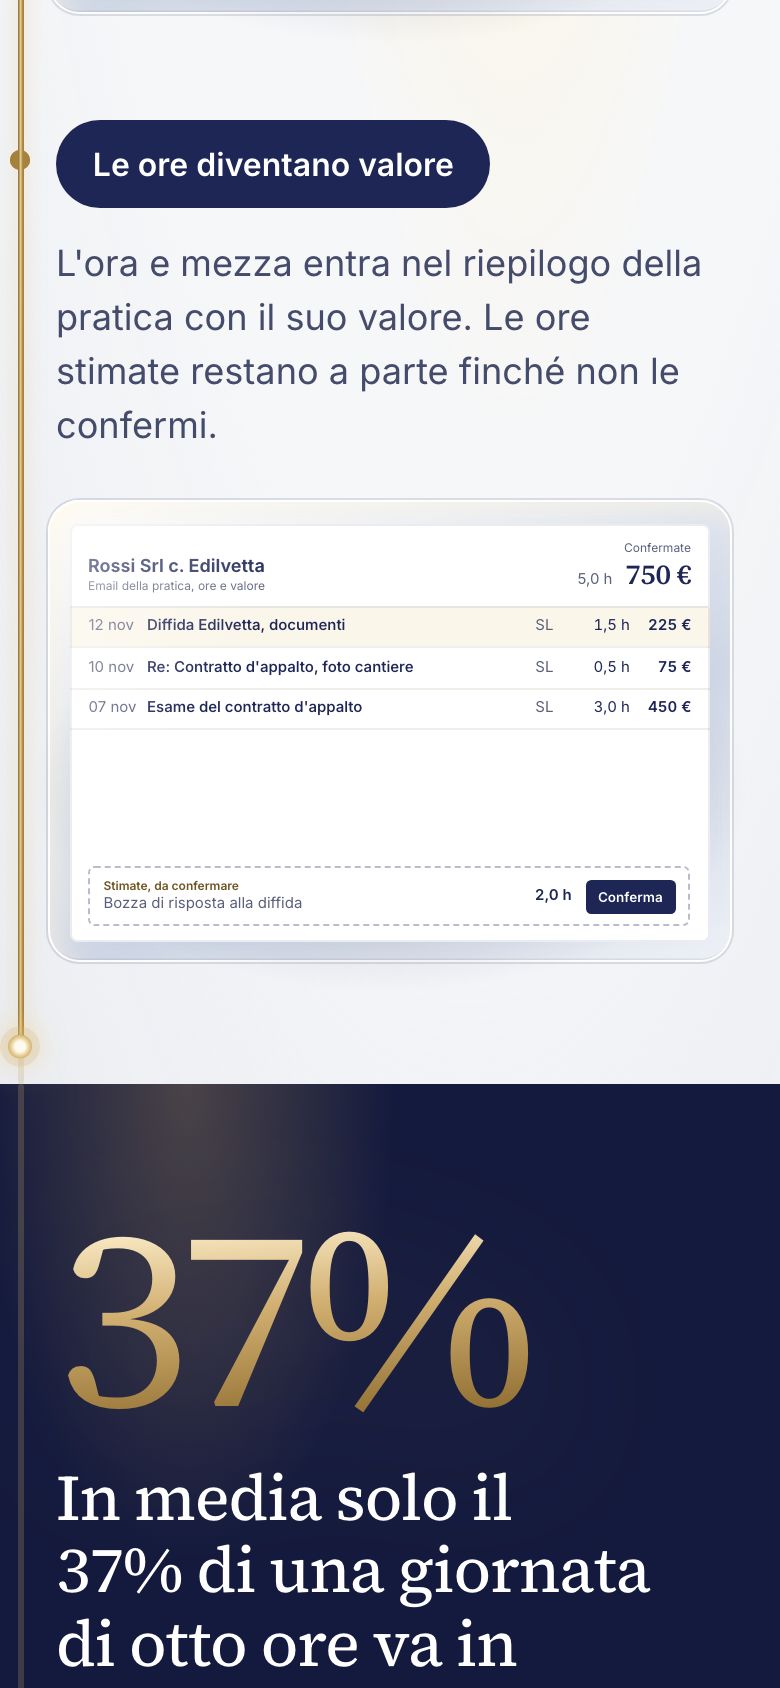 Le ore diventano valore
L'ora e mezza entra nel riepilogo della
pratica con il suo valore. Le ore
stimate restano a parte finché non le
confermi.
Confermate
Rossi Srl c. Edilvetta
5,0 h 750 €
Email della pratica, ore e valore
12 nov Diffida Edilvetta, documenti SL 1,5 h 225 €
10 nov Re: Contratto d'appalto, foto cantiere SL 0,5 h 75 €
07 nov Esame del contratto d'appalto SL 3,0 h 450 €
Stimate, da confermare
Bozza di risposta alla diffida 2,0 h Conferma
37%
In media solo il
37% di una giornata
di otto ore va in